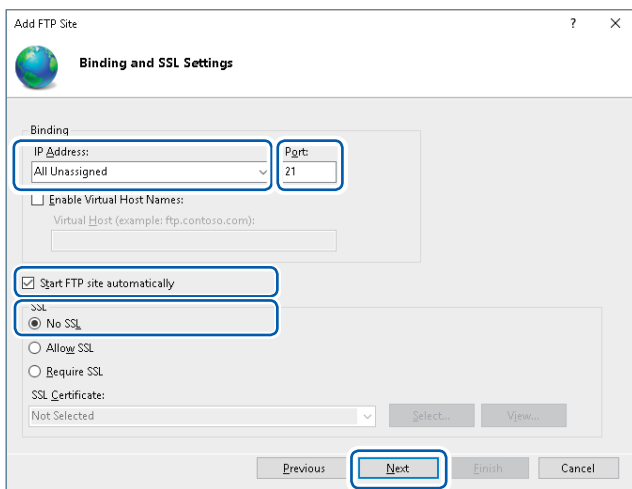 Add FTP Site ? ×
Binding and SSL Settings
Binding
IP Address: Port:
All Unassigned 21
Enable Virtual Host Names:
Virtual Host (example: ftp.contoso.com):
Start FTP site automatically
SSL
No SSL
Allow SSL
Require SSL
SSL Certificate:
Not Selected Select... View...
Previous Next Finish Cancel